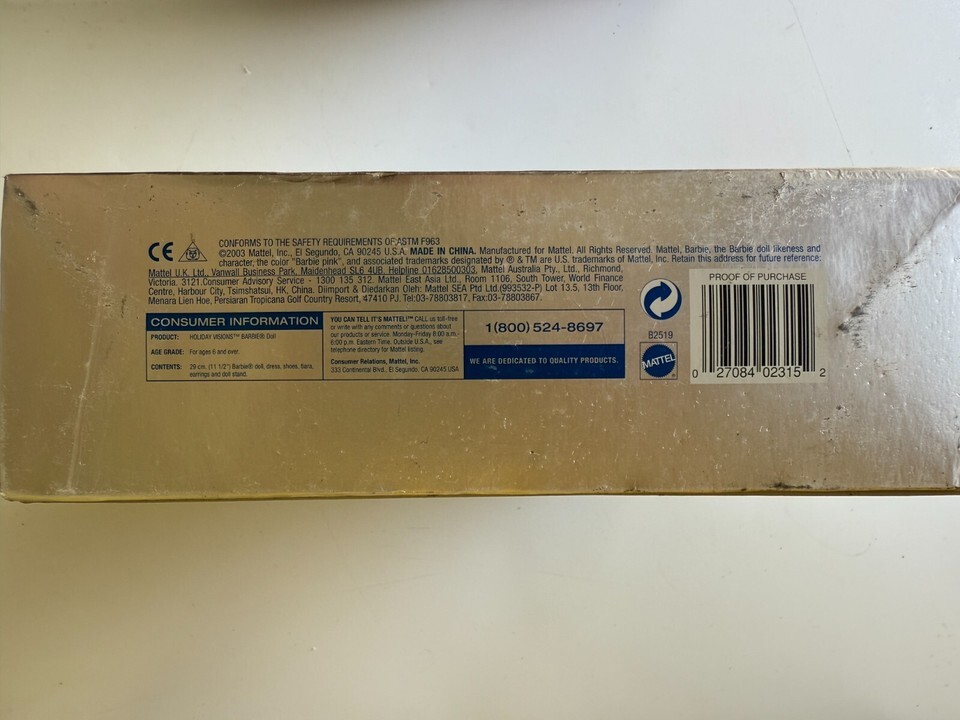 CE
CONFORMS TO THE SAFETY REQUIREMENTS OF ASTM F963
©2003 Mattel, Inc., El Segundo, CA 90245 U.S.A. MADE IN CHINA. Manufactured for Mattel. All Rights Reserved. Mattel, Barbie, the Barbie doll likeness and
character, the color "Barbie pink", and associated trademarks designated by ® & TM are U.S. trademarks of Mattel, Inc. Retain this address for future reference:
Mattel U.K. Ltd., Vanwall Business Park, Maidenhead SL6 4UB. Helpline 01628500303, Mattel Australia Pty., Ltd., Richmond,
Victoria. 3121.Consumer Advisory Service - 1300 135 312. Mattel East Asia Ltd., Room 1106, South Tower, World Finance
Centre, Harbour City, Tsimshatsui, HK, China. Diimport & Diedarkan Oleh: Mattel SEA Ptd Ltd.(993532-P) Lot 13.5, 13th Floor,
Menara Lien Hoe, Persiaran Tropicana Golf Country Resort, 47410 PJ. Tel:03-78803817, Fax:03-78803867.
CONSUMER INFORMATION
PRODUCT: HOLIDAY VISIONS™ BARBIE® Doll
AGE GRADE: For ages 6 and over.
CONTENTS: 29 cm. (11 1/2") Barbie® doll, dress, shoes, tiara,
earrings and doll stand.
YOU CAN TELL IT'S MATTEL!™ CALL us toll-free
or write with any comments or questions about
our products or service. Monday-Friday 8:00 a.m.-
6:00 p.m. Eastern Time. Outside U.S.A., see
telephone directory for Mattel listing.
Consumer Relations, Mattel, Inc.
333 Continental Blvd., El Segundo, CA 90245 USA
1(800) 524-8697
WE ARE DEDICATED TO QUALITY PRODUCTS.
B2519
MATTEL
PROOF OF PURCHASE
0 27084 02315 2